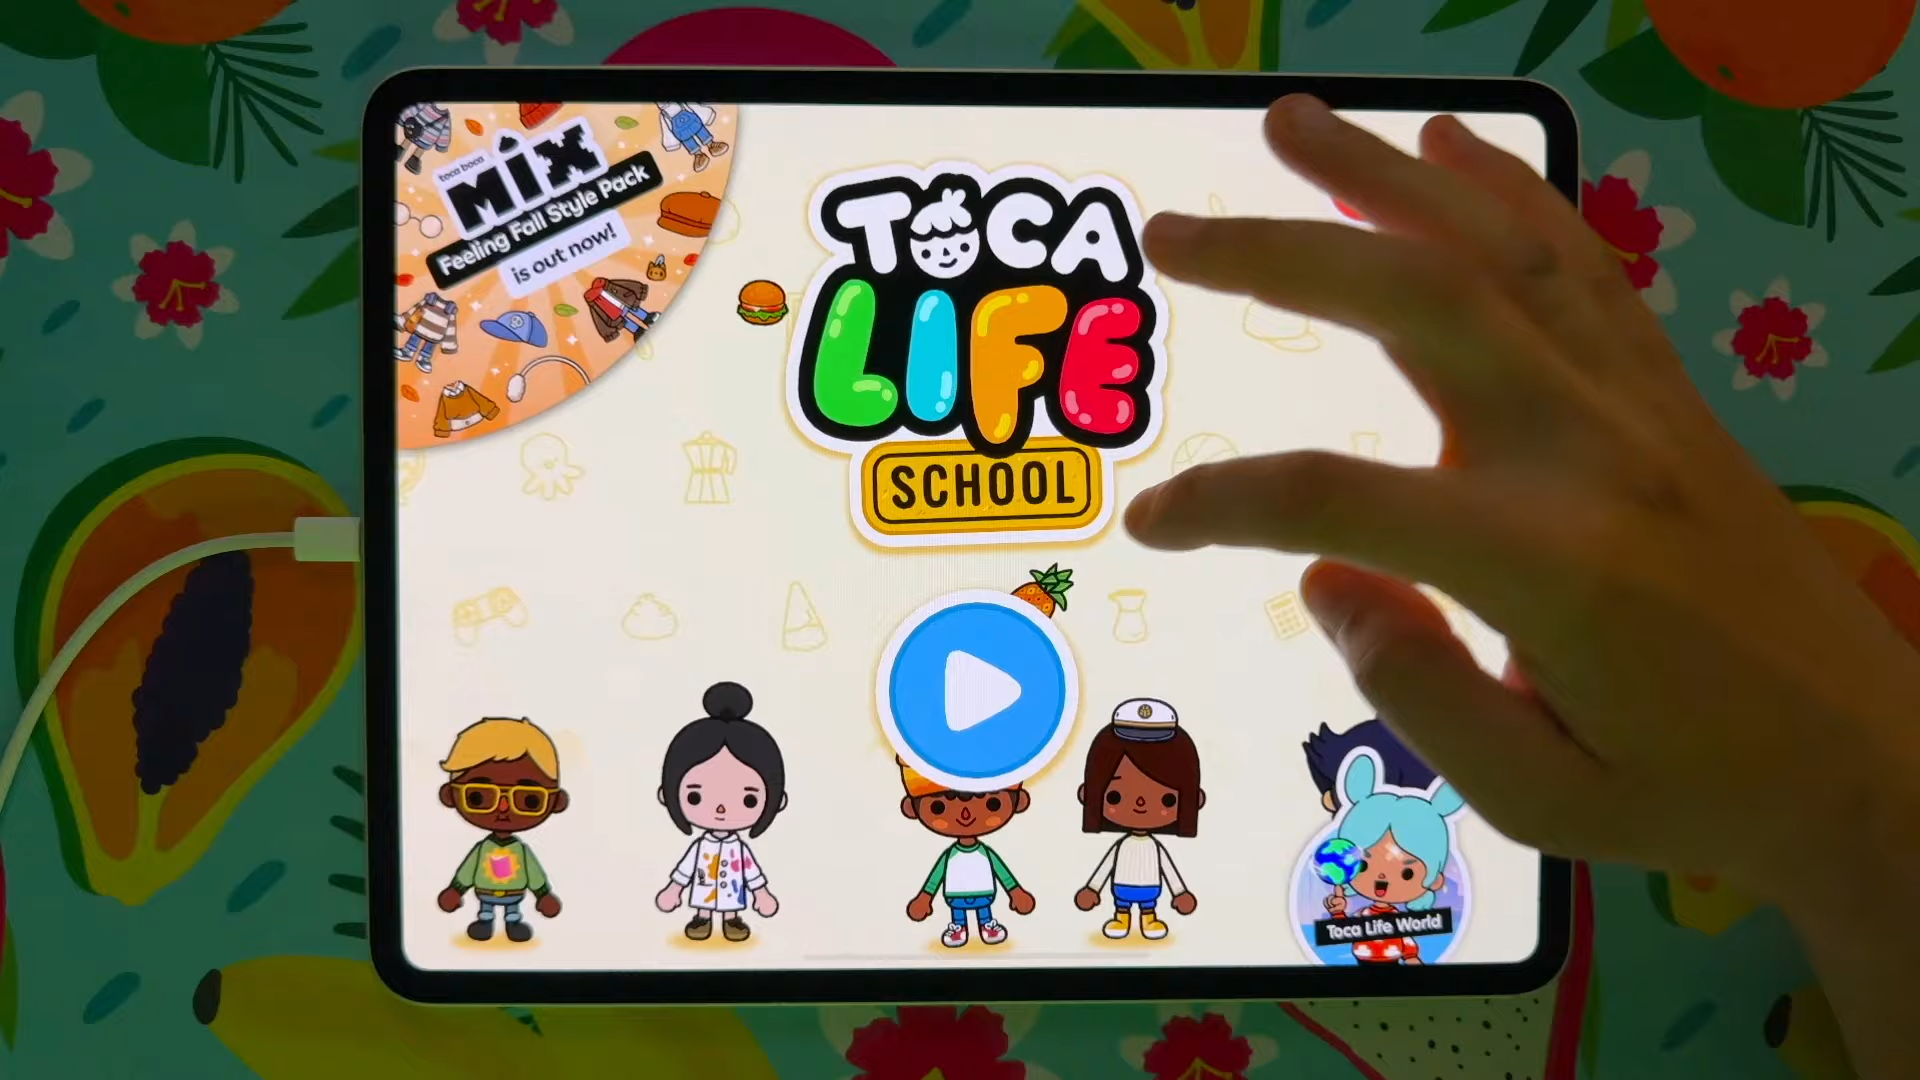 toca boca
mix
Feeling Fall Style Pack
is out now!
TOCA
LIFE
SCHOOL
Toca Life World